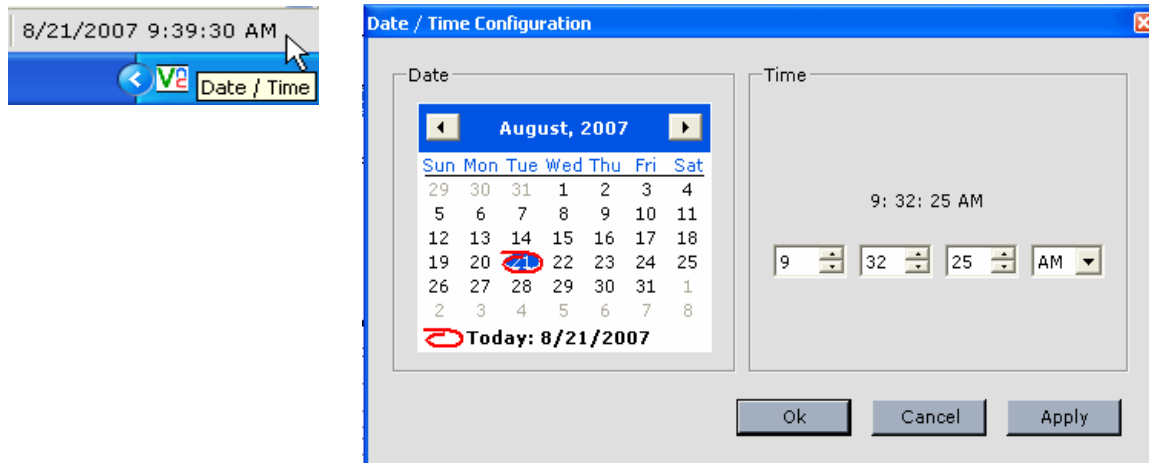 8/21/2007 9:39:30 AM
V2
Date / Time
Date / Time Configuration
Date
August, 2007
Sun Mon Tue Wed Thu Fri Sat
29 30 31 1 2 3 4
5 6 7 8 9 10 11
12 13 14 15 16 17 18
19 20 21 22 23 24 25
26 27 28 29 30 31 1
2 3 4 5 6 7 8
Today: 8/21/2007
Time
9: 32: 25 AM
9 32 25 AM
Ok Cancel Apply